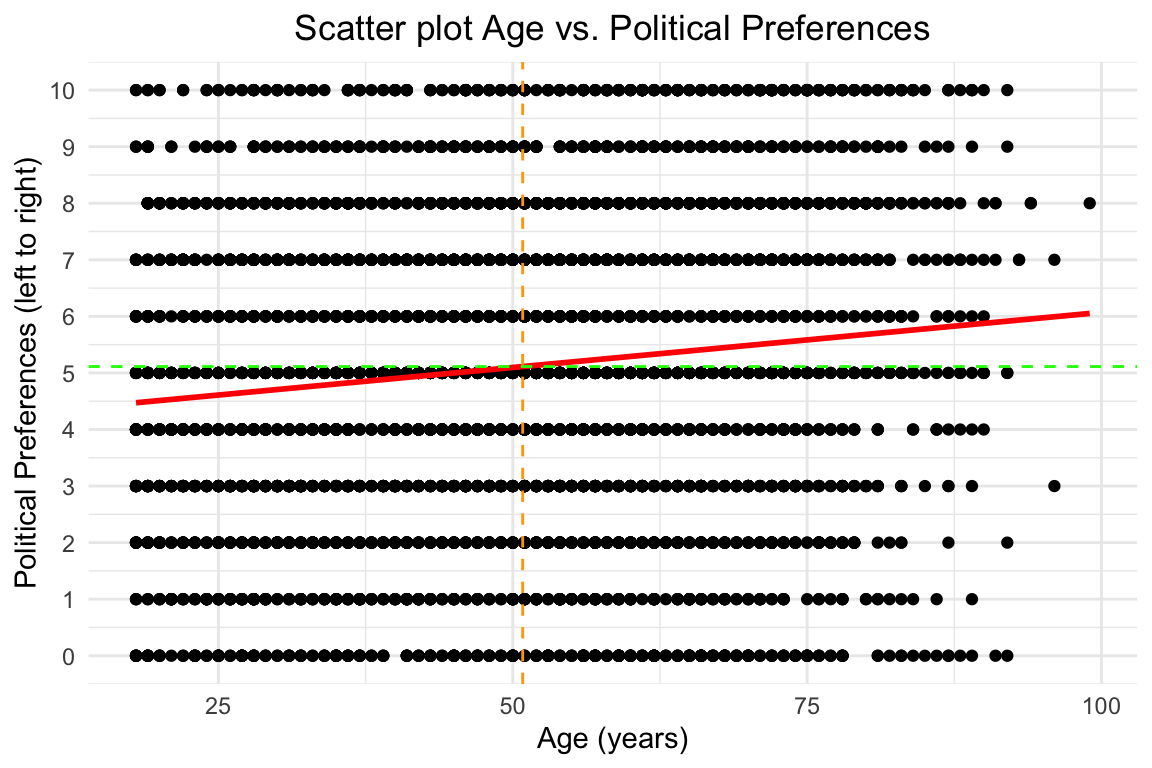 Scatter plot Age vs. Political Preferences
Political Preferences (left to right)
10
9
8
7
6
5
4
3
2
1
0
25 50 75 100
Age (years)